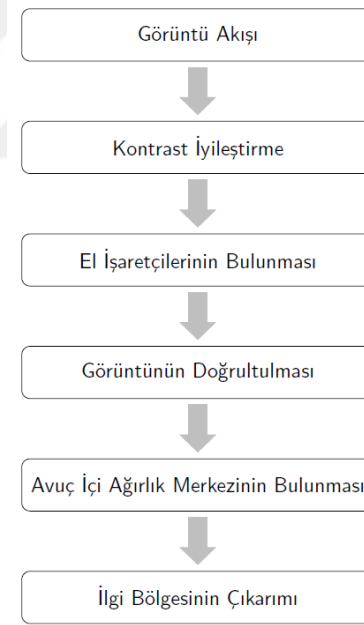 Görüntü Akışı
Kontrast İyileştirme
El İşaretçilerinin Bulunması
Görüntünün Doğrultulması
Avuç İçi Ağırlık Merkezinin Bulunması
İlgi Bölgesinin Çıkarımı